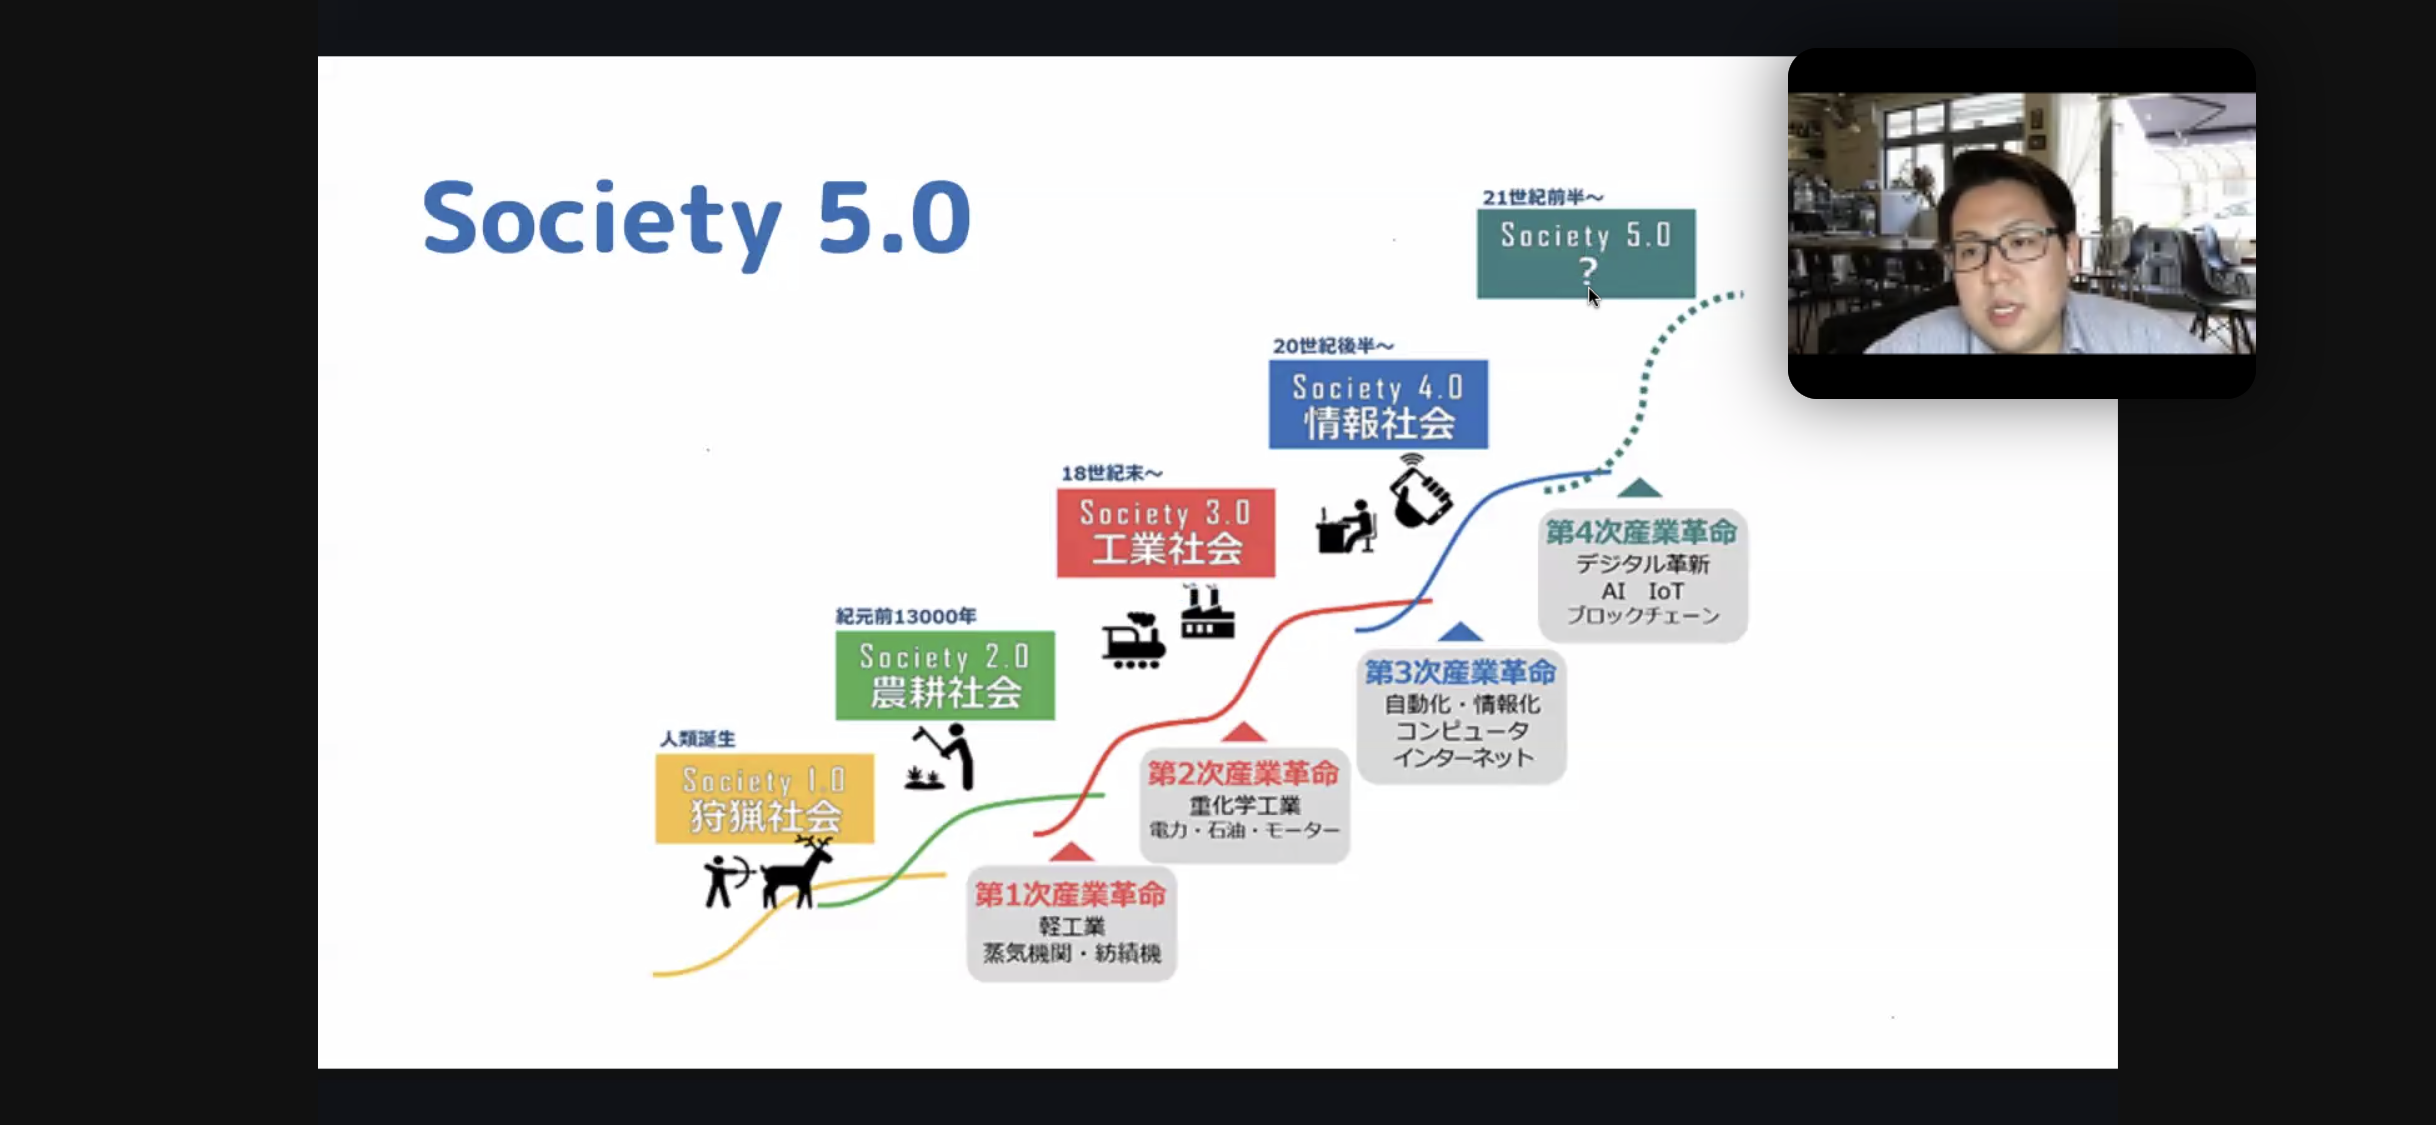 Society 5.0
21世紀前半～
Society 5.0
?
20世紀後半～
Society 4.0
情報社会
18世紀末～
Society 3.0
工業社会
紀元前13000年
Society 2.0
農耕社会
人類誕生
Society 1.0
狩猟社会
第4次産業革命
デジタル革新
AI　IoT
ブロックチェーン
第3次産業革命
自動化・情報化
コンピュータ
インターネット
第2次産業革命
重化学工業
電力・石油・モーター
第1次産業革命
軽工業
蒸気機関・紡績機